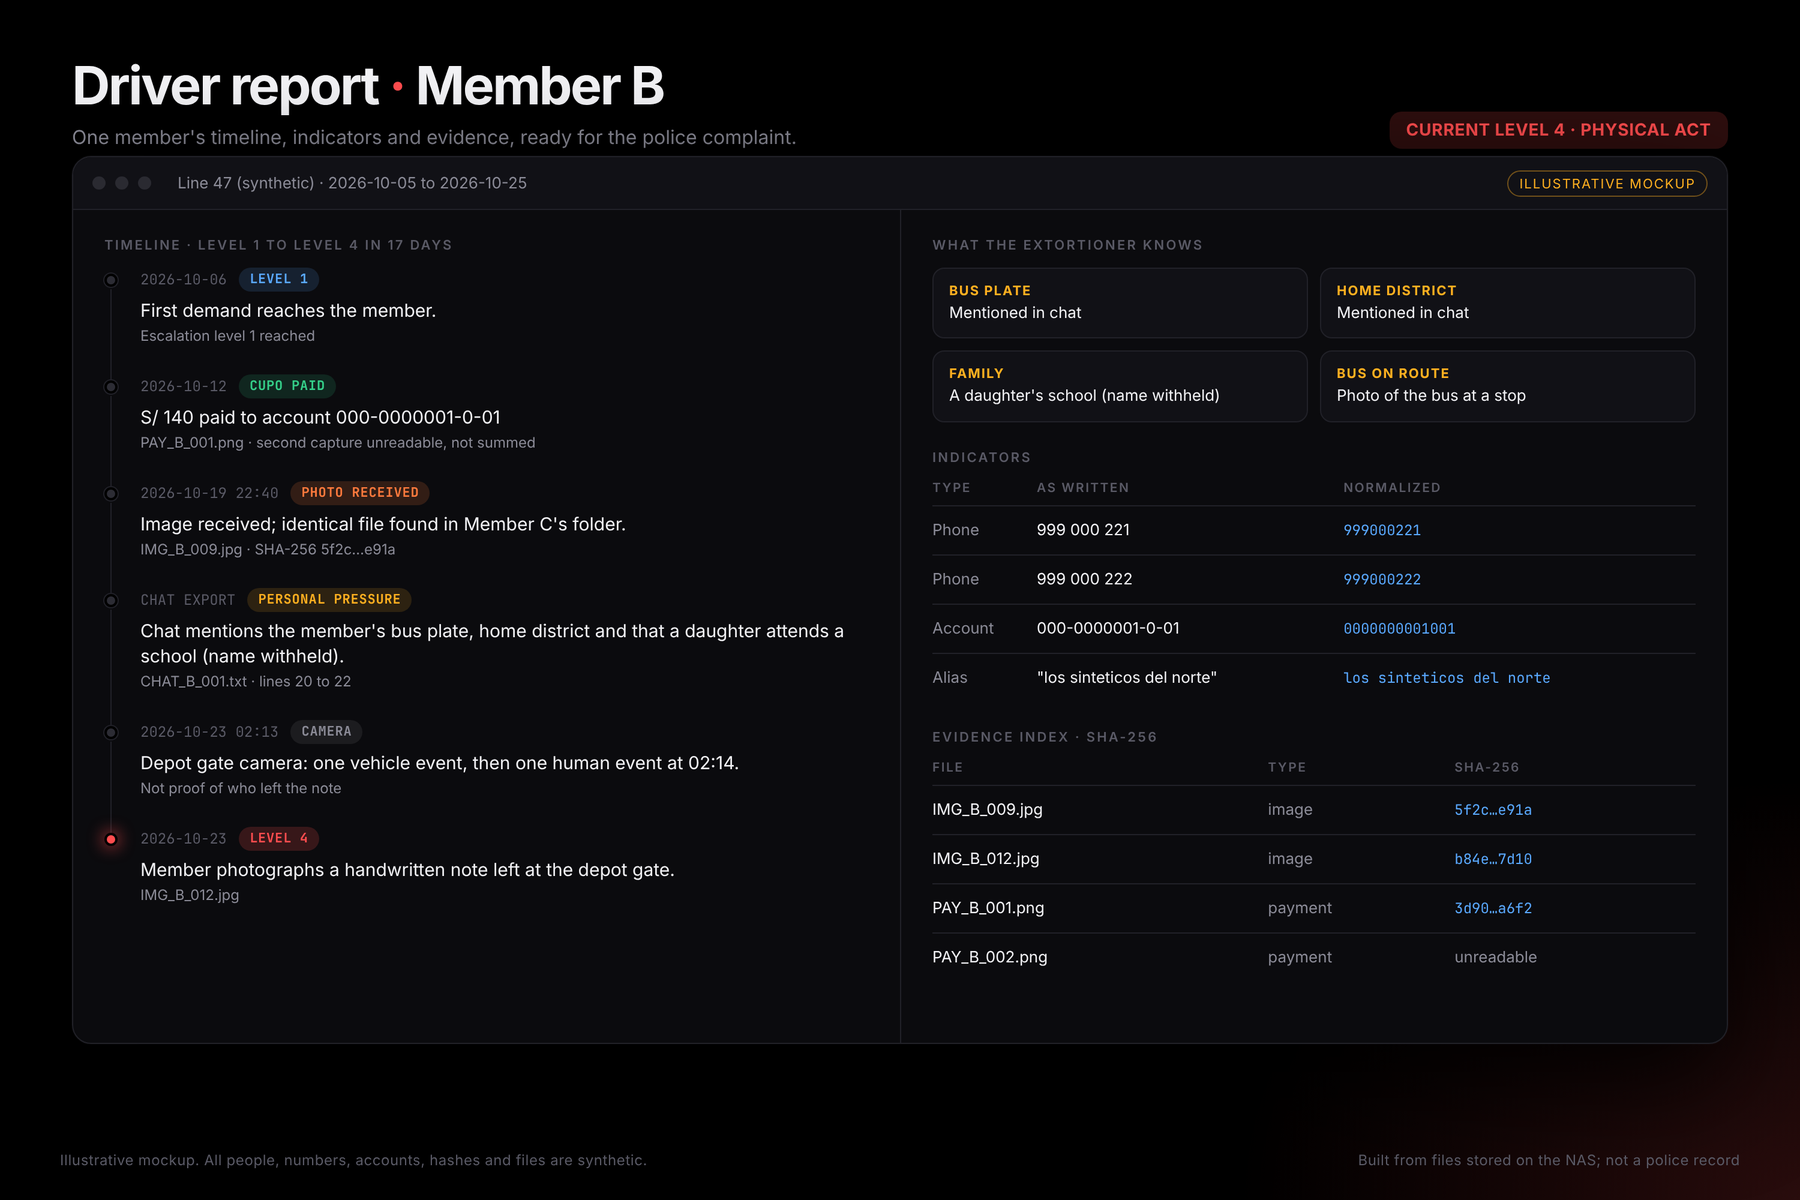 Driver report · Member B
One member's timeline, indicators and evidence, ready for the police complaint.
CURRENT LEVEL 4 · PHYSICAL ACT
Line 47 (synthetic) · 2026-10-05 to 2026-10-25
ILLUSTRATIVE MOCKUP
TIMELINE · LEVEL 1 TO LEVEL 4 IN 17 DAYS
2026-10-06 LEVEL 1
First demand reaches the member.
Escalation level 1 reached
2026-10-12 CUPO PAID
S/ 140 paid to account 000-0000001-0-01
PAY_B_001.png · second capture unreadable, not summed
2026-10-19 22:40 PHOTO RECEIVED
Image received; identical file found in Member C's folder.
IMG_B_009.jpg · SHA-256 5f2c…e91a
CHAT EXPORT PERSONAL PRESSURE
Chat mentions the member's bus plate, home district and that a daughter attends a
school (name withheld).
CHAT_B_001.txt · lines 20 to 22
2026-10-23 02:13 CAMERA
Depot gate camera: one vehicle event, then one human event at 02:14.
Not proof of who left the note
2026-10-23 LEVEL 4
Member photographs a handwritten note left at the depot gate.
IMG_B_012.jpg
WHAT THE EXTORTIONER KNOWS
BUS PLATE
Mentioned in chat
HOME DISTRICT
Mentioned in chat
FAMILY
A daughter's school (name withheld)
BUS ON ROUTE
Photo of the bus at a stop
INDICATORS
TYPE AS WRITTEN NORMALIZED
Phone 999 000 221 999000221
Phone 999 000 222 999000222
Account 000-0000001-0-01 0000000001001
Alias "los sinteticos del norte" los sinteticos del norte
EVIDENCE INDEX · SHA-256
FILE TYPE SHA-256
IMG_B_009.jpg image 5f2c…e91a
IMG_B_012.jpg image b84e…7d10
PAY_B_001.png payment 3d90…a6f2
PAY_B_002.png payment unreadable
Illustrative mockup. All people, numbers, accounts, hashes and files are synthetic.
Built from files stored on the NAS; not a police record